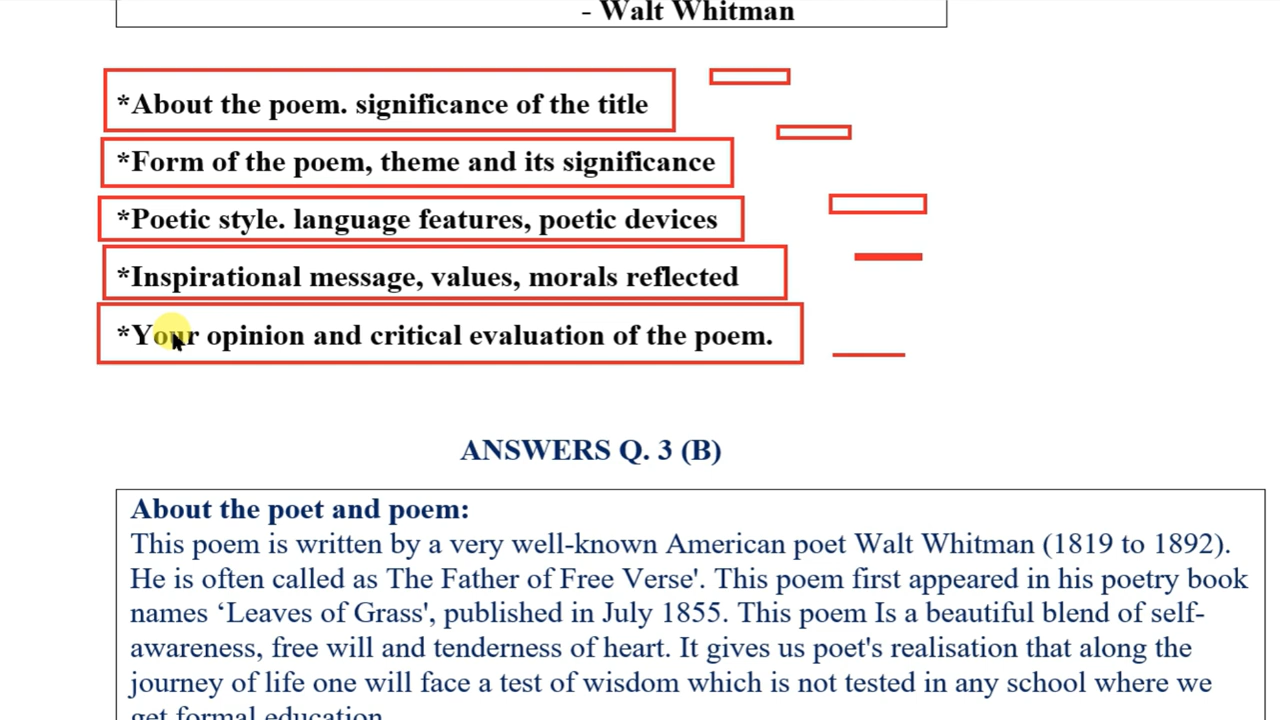 - Walt Whitman
*About the poem. significance of the title
*Form of the poem, theme and its significance
*Poetic style. language features, poetic devices
*Inspirational message, values, morals reflected
*Your opinion and critical evaluation of the poem.
ANSWERS Q. 3 (B)
About the poet and poem:
This poem is written by a very well-known American poet Walt Whitman (1819 to 1892).
He is often called as The Father of Free Verse'. This poem first appeared in his poetry book
names ‘Leaves of Grass', published in July 1855. This poem Is a beautiful blend of self-
awareness, free will and tenderness of heart. It gives us poet's realisation that along the
journey of life one will face a test of wisdom which is not tested in any school where we
get formal education.